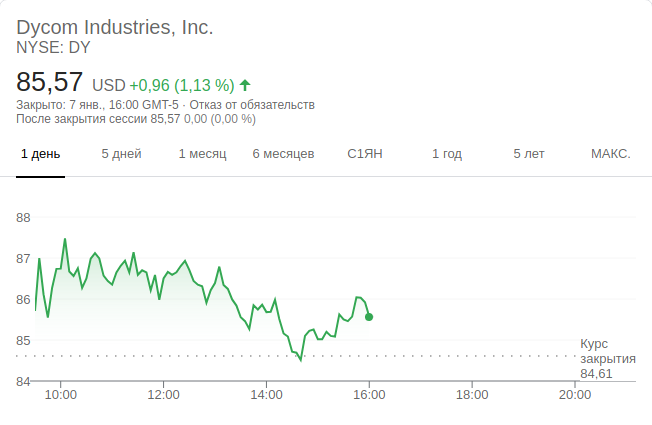 Dycom Industries, Inc.
NYSE: DY
85,57 USD +0,96 (1,13 %)
Закрыто: 7 янв., 16:00 GMT-5 · Отказ от обязательств
После закрытия сессии 85,57 0,00 (0,00 %)
1 день 5 дней 1 месяц 6 месяцев С1ЯН 1 год 5 лет МАКС.
88
87
86
85
Курс
закрытия
84,61
84
10:00 12:00 14:00 16:00 18:00 20:00